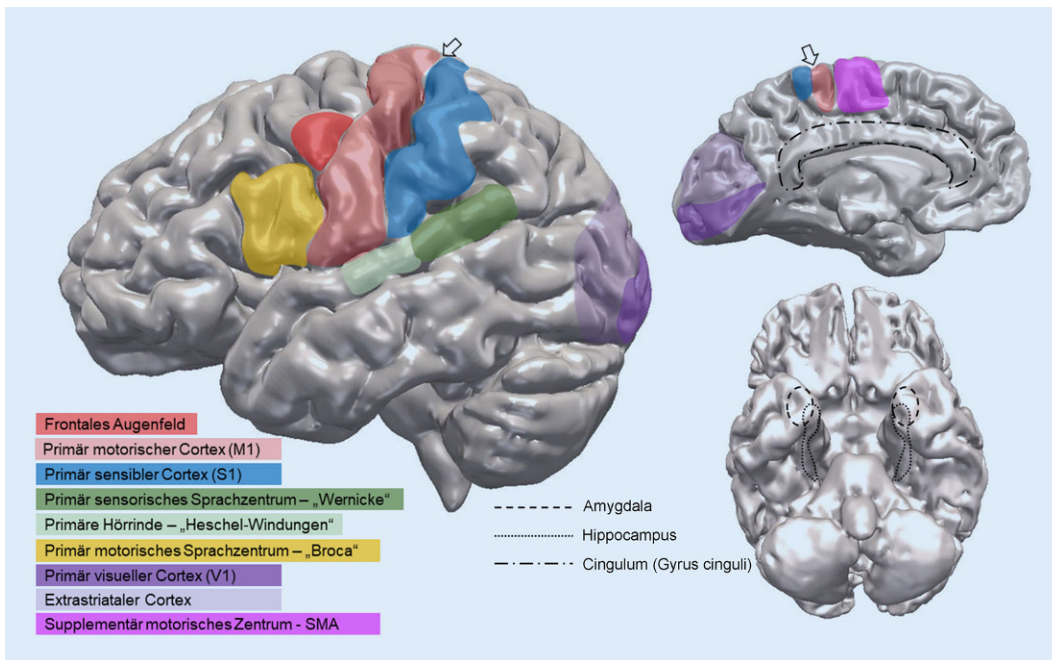 Frontales Augenfeld
Primär motorischer Cortex (M1)
Primär sensibler Cortex (S1)
Primär sensorisches Sprachzentrum – „Wernicke“
Primäre Hörrinde – „Heschel-Windungen“
Primär motorisches Sprachzentrum – „Broca“
Primär visueller Cortex (V1)
Extrastriataler Cortex
Supplementär motorisches Zentrum - SMA
Amygdala
Hippocampus
Cingulum (Gyrus cinguli)